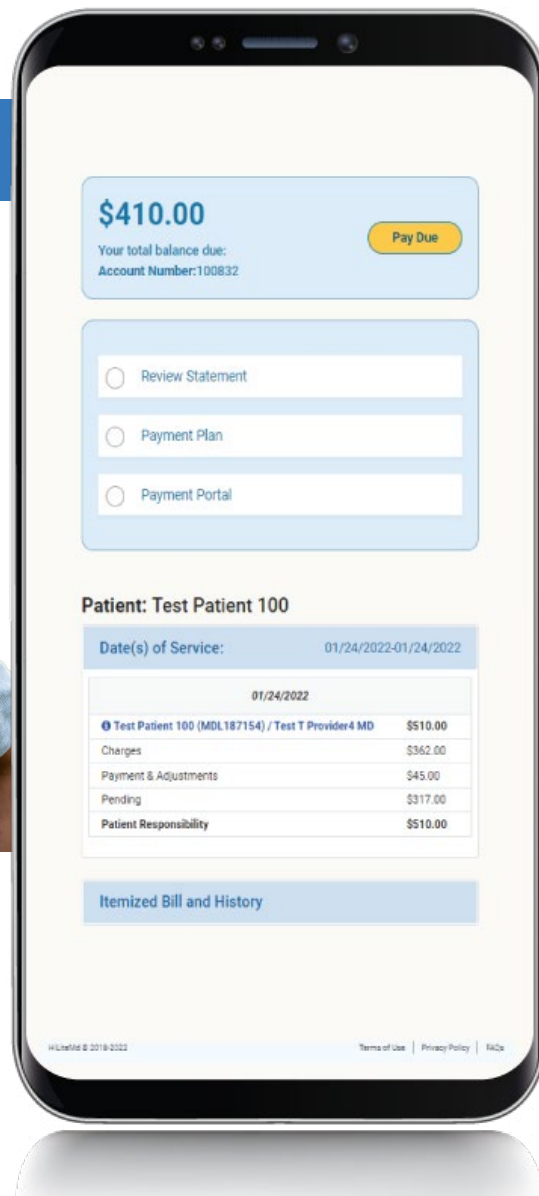 $410.00
Pay Due
Your total balance due:
Account Number:100832
Review Statement
Payment Plan
Payment Portal
Patient: Test Patient 100
Date(s) of Service: 01/24/2022-01/24/2022
01/24/2022
Test Patient 100 (MDL187154) / Test T Provider4 MD $510.00
Charges $362.00
Payment & Adjustments $45.00
Pending $317.00
Patient Responsibility $510.00
Itemized Bill and History
© 2018-2022 Terms of Use | Privacy Policy | FAQs